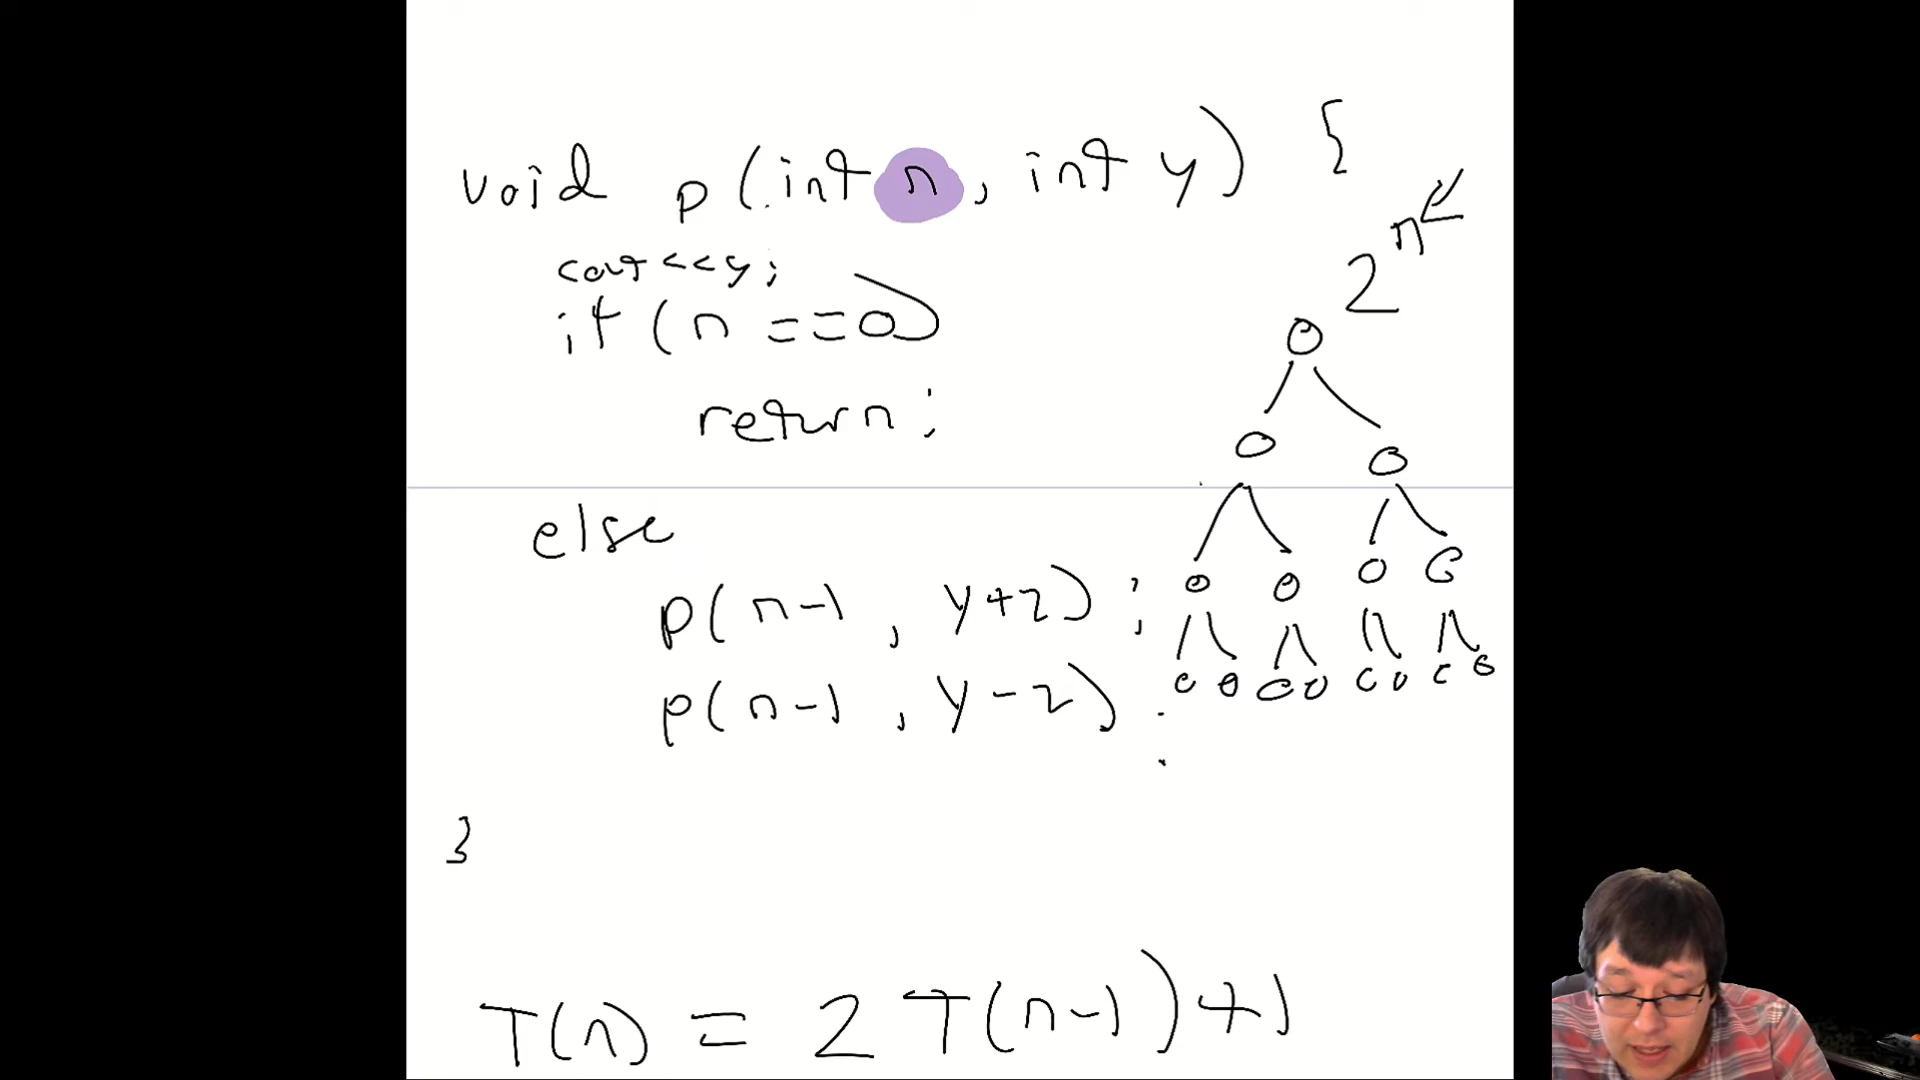 void p(int n, int y) {
cout<<y;
if (n ==0)
return;
else
p(n-1, y+2);
p(n-1, y-2);
}
2^n
T(n) = 2T(n-1)+1